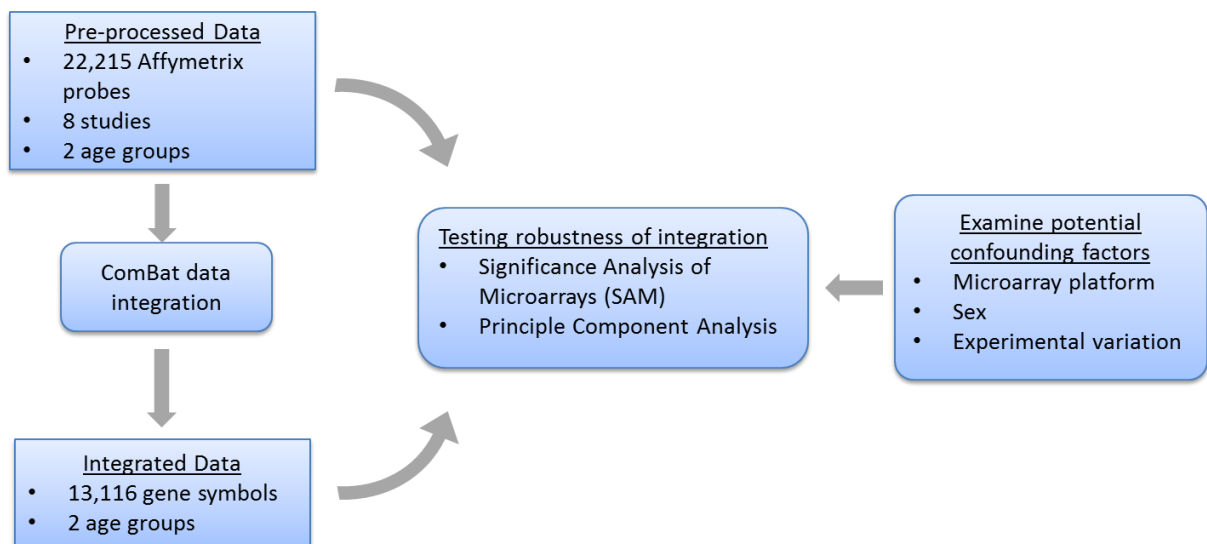 Pre-processed Data
• 22,215 Affymetrix
probes
• 8 studies
• 2 age groups
ComBat data
integration
Integrated Data
• 13,116 gene symbols
• 2 age groups
Testing robustness of integration
• Significance Analysis of
Microarrays (SAM)
• Principle Component Analysis
Examine potential
confounding factors
• Microarray platform
• Sex
• Experimental variation